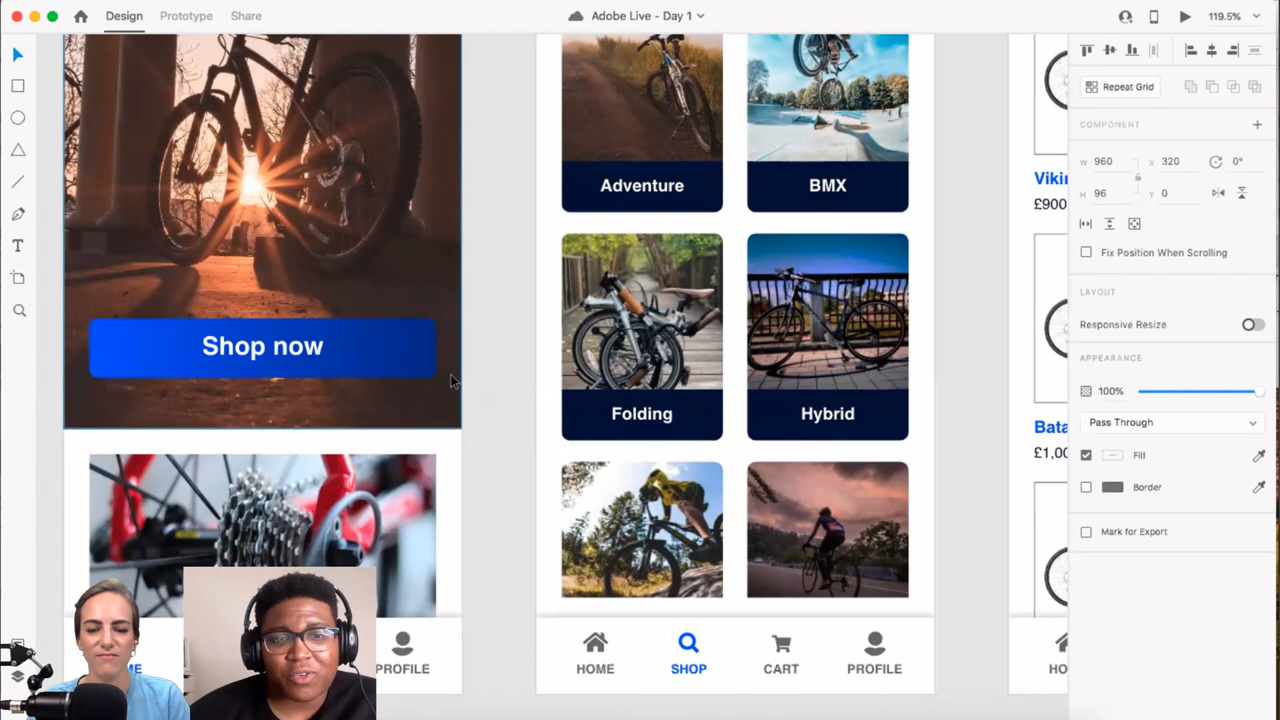 Design Prototype Share
Adobe Live - Day 1
119.5%
Repeat Grid
COMPONENT
W 960 X 320 0°
H 96 Y 0
Fix Position When Scrolling
LAYOUT
Responsive Resize
APPEARANCE
100%
Pass Through
Fill
Border
Mark for Export
T
Shop now
PROFILE
Adventure BMX
Folding Hybrid
HOME SHOP CART PROFILE
Viki
£900
Bata
£1,00
HO